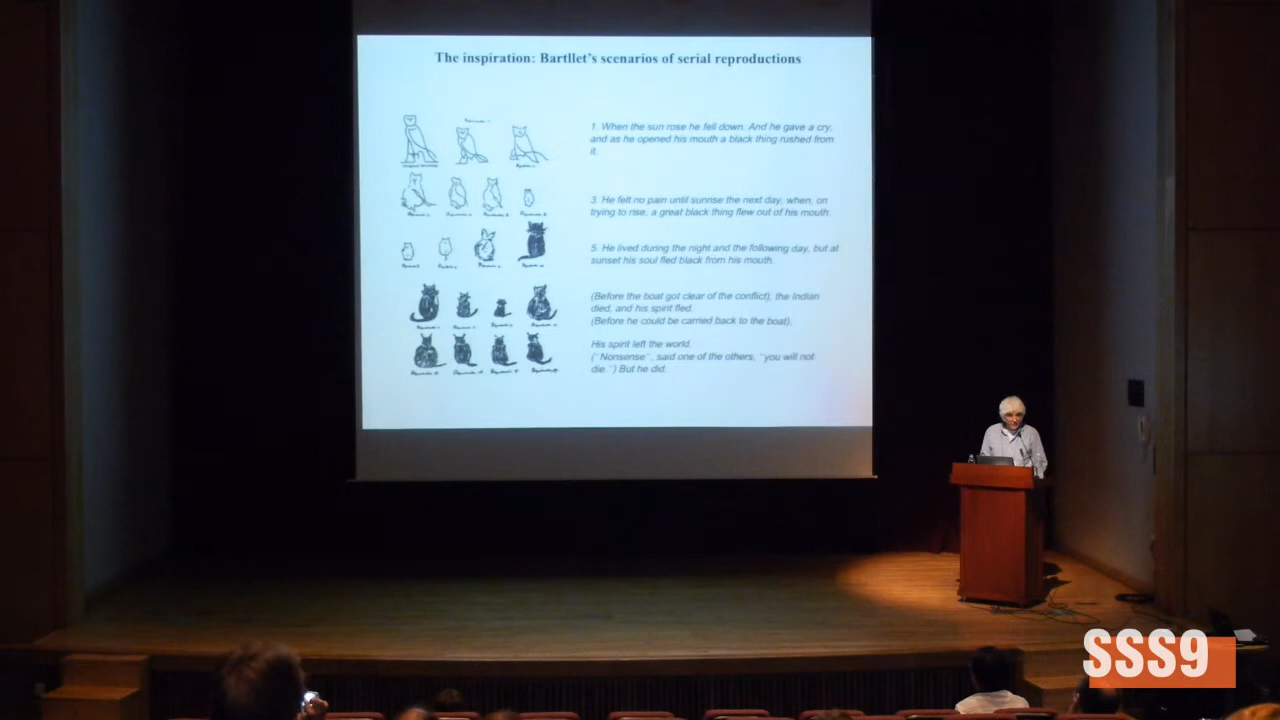 The inspiration: Bartllet's scenarios of serial reproductions
1. When the sun rose he fell down. And he gave a cry,
and as he opened his mouth a black thing rushed from
it.
3. He felt no pain until sunrise the next day, when, on
trying to rise, a great black thing flew out of his mouth.
5. He lived during the night and the following day, but at
sunset his soul fled black from his mouth.
(Before the boat got clear of the conflict), the Indian
died, and his spirit fled.
(Before he could be carried back to the boat),
His spirit left the world.
("Nonsense", said one of the others, "you will not
die.") But he did.
SSS9